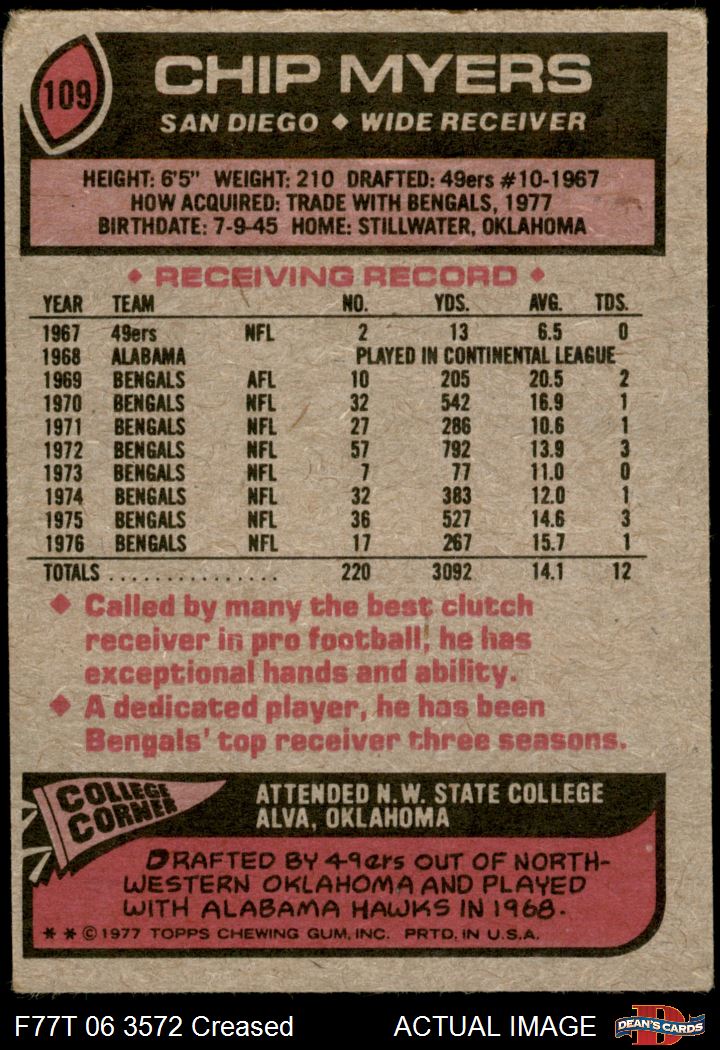 109
CHIP MYERS
SAN DIEGO ◆ WIDE RECEIVER
HEIGHT: 6'5" WEIGHT: 210 DRAFTED: 49ers #10-1967
HOW ACQUIRED: TRADE WITH BENGALS, 1977
BIRTHDATE: 7-9-45 HOME: STILLWATER, OKLAHOMA
◆ RECEIVING RECORD ◆
YEAR TEAM NO. YDS. AVG. TDS.
1967 49ers NFL 2 13 6.5 0
1968 ALABAMA PLAYED IN CONTINENTAL LEAGUE
1969 BENGALS AFL 10 205 20.5 2
1970 BENGALS NFL 32 542 16.9 1
1971 BENGALS NFL 27 286 10.6 1
1972 BENGALS NFL 57 792 13.9 3
1973 BENGALS NFL 7 77 11.0 0
1974 BENGALS NFL 32 383 12.0 1
1975 BENGALS NFL 36 527 14.6 3
1976 BENGALS NFL 17 267 15.7 1
TOTALS ................ 220 3092 14.1 12
◆ Called by many the best clutch
receiver in pro football, he has
exceptional hands and ability.
◆ A dedicated player, he has been
Bengals' top receiver three seasons.
COLLEGE
CORNER
ATTENDED N.W. STATE COLLEGE
ALVA, OKLAHOMA
DRAFTED BY 49ers OUT OF NORTH-
WESTERN OKLAHOMA AND PLAYED
WITH ALABAMA HAWKS IN 1968.
* * © 1977 TOPPS CHEWING GUM, INC. PRTD. IN U.S.A.
F77T 06 3572 Creased ACTUAL IMAGE
D
DEAN'S CARDS